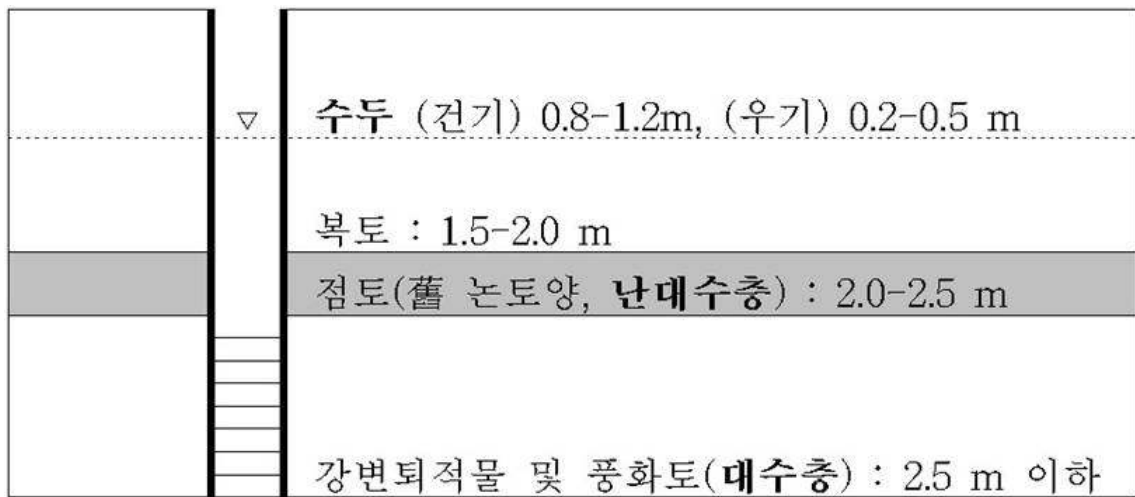 수두 (건기) 0.8-1.2m, (우기) 0.2-0.5 m
복토 : 1.5-2.0 m
점토(舊 논토양, 난대수층) : 2.0-2.5 m
강변퇴적물 및 풍화토(대수층) : 2.5 m 이하